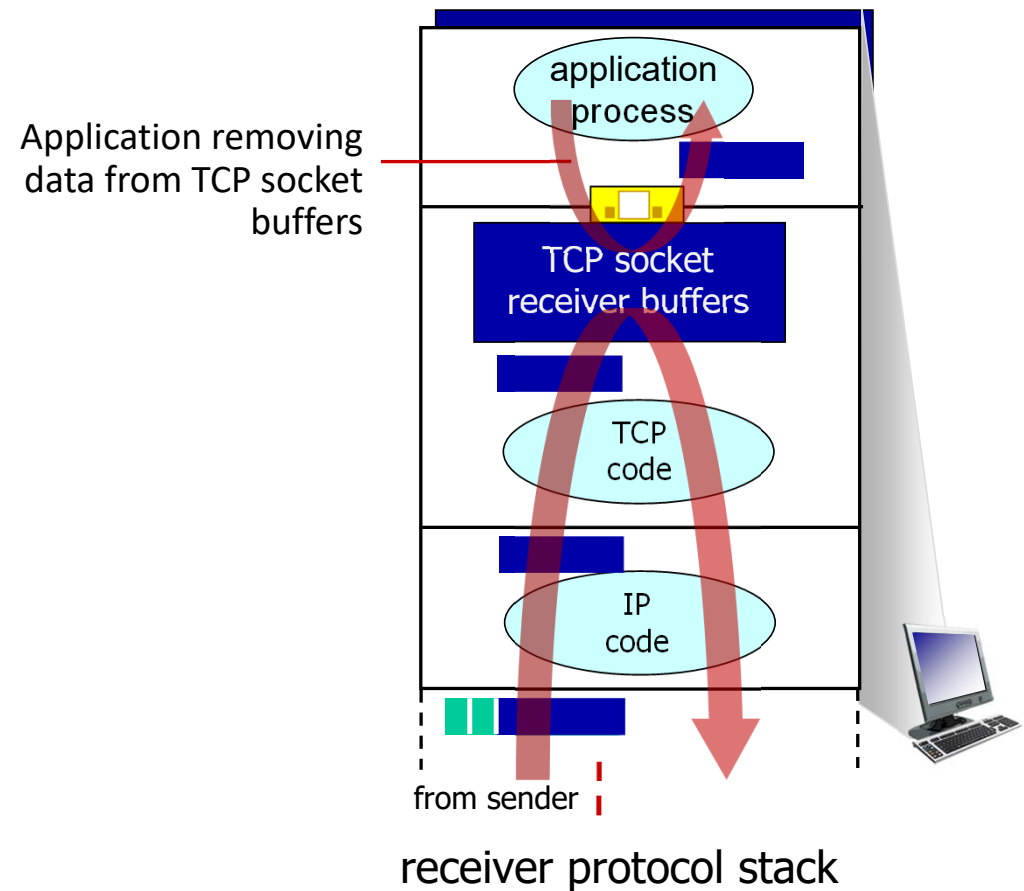 application
process
Application removing
data from TCP socket
buffers
TCP socket
receiver buffers
TCP
code
IP
code
from sender
receiver protocol stack